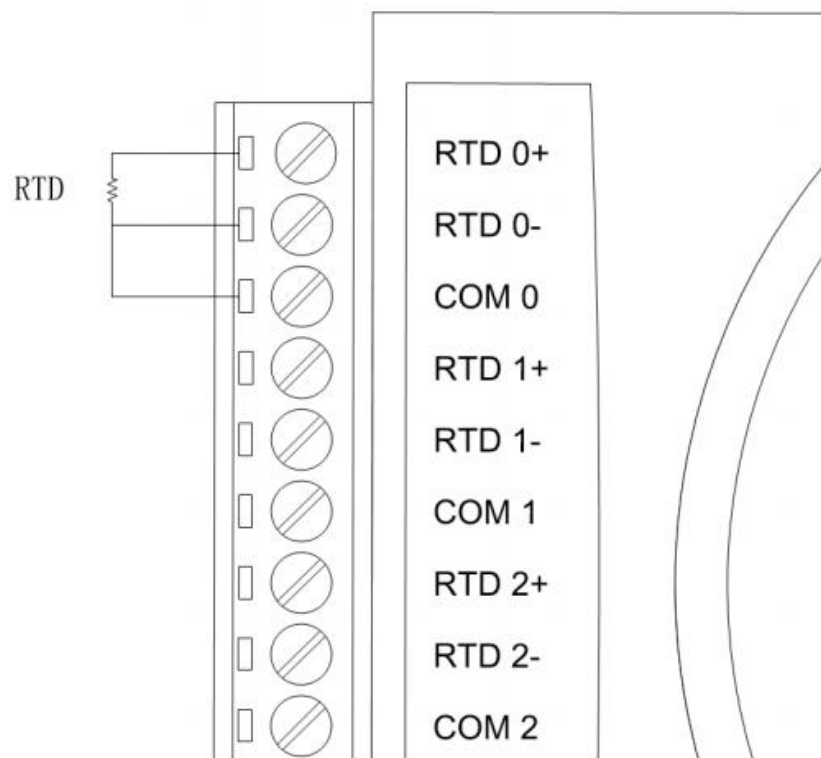 RTD
RTD 0+
RTD 0-
COM 0
RTD 1+
RTD 1-
COM 1
RTD 2+
RTD 2-
COM 2